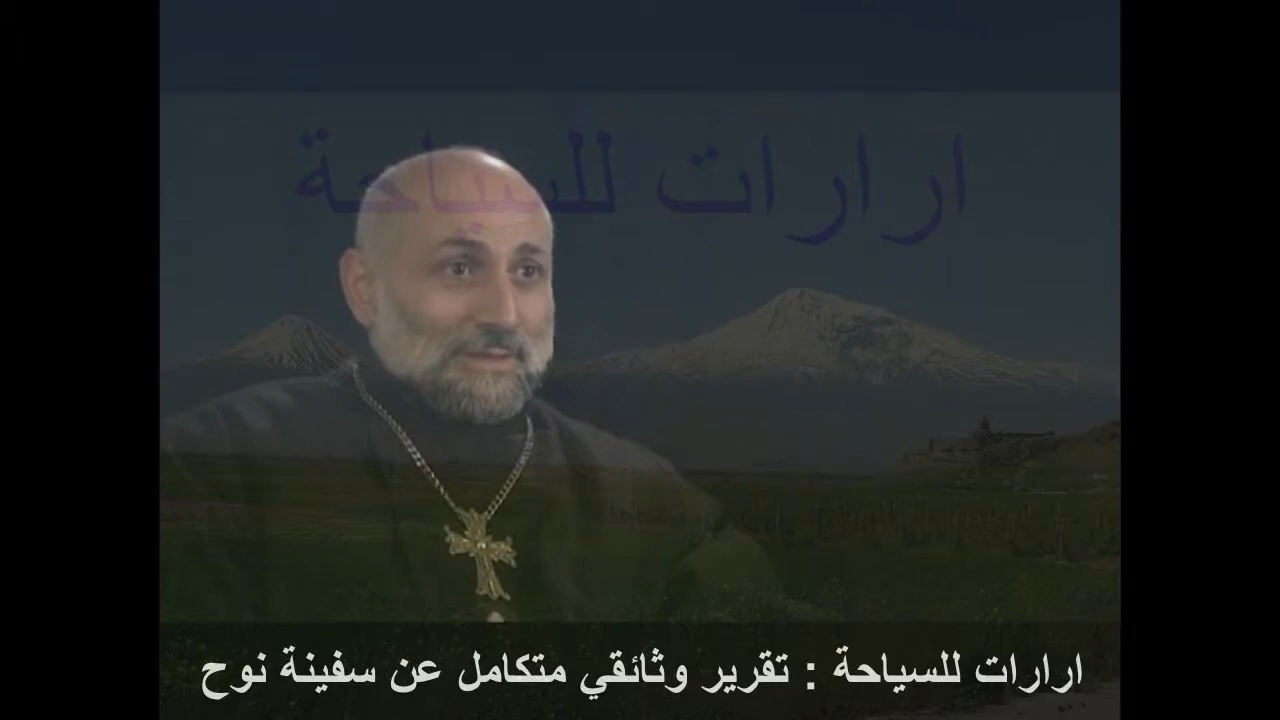 ارارات للسياحة
ارارات للسياحة : تقرير وثائقي متكامل عن سفينة نوح